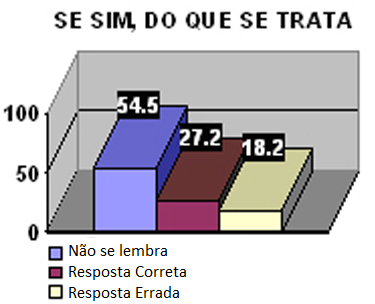 SE SIM, DO QUE SE TRATA
54.5
27.2
18.2
100
50
0
Não se lembra
Resposta Correta
Resposta Errada